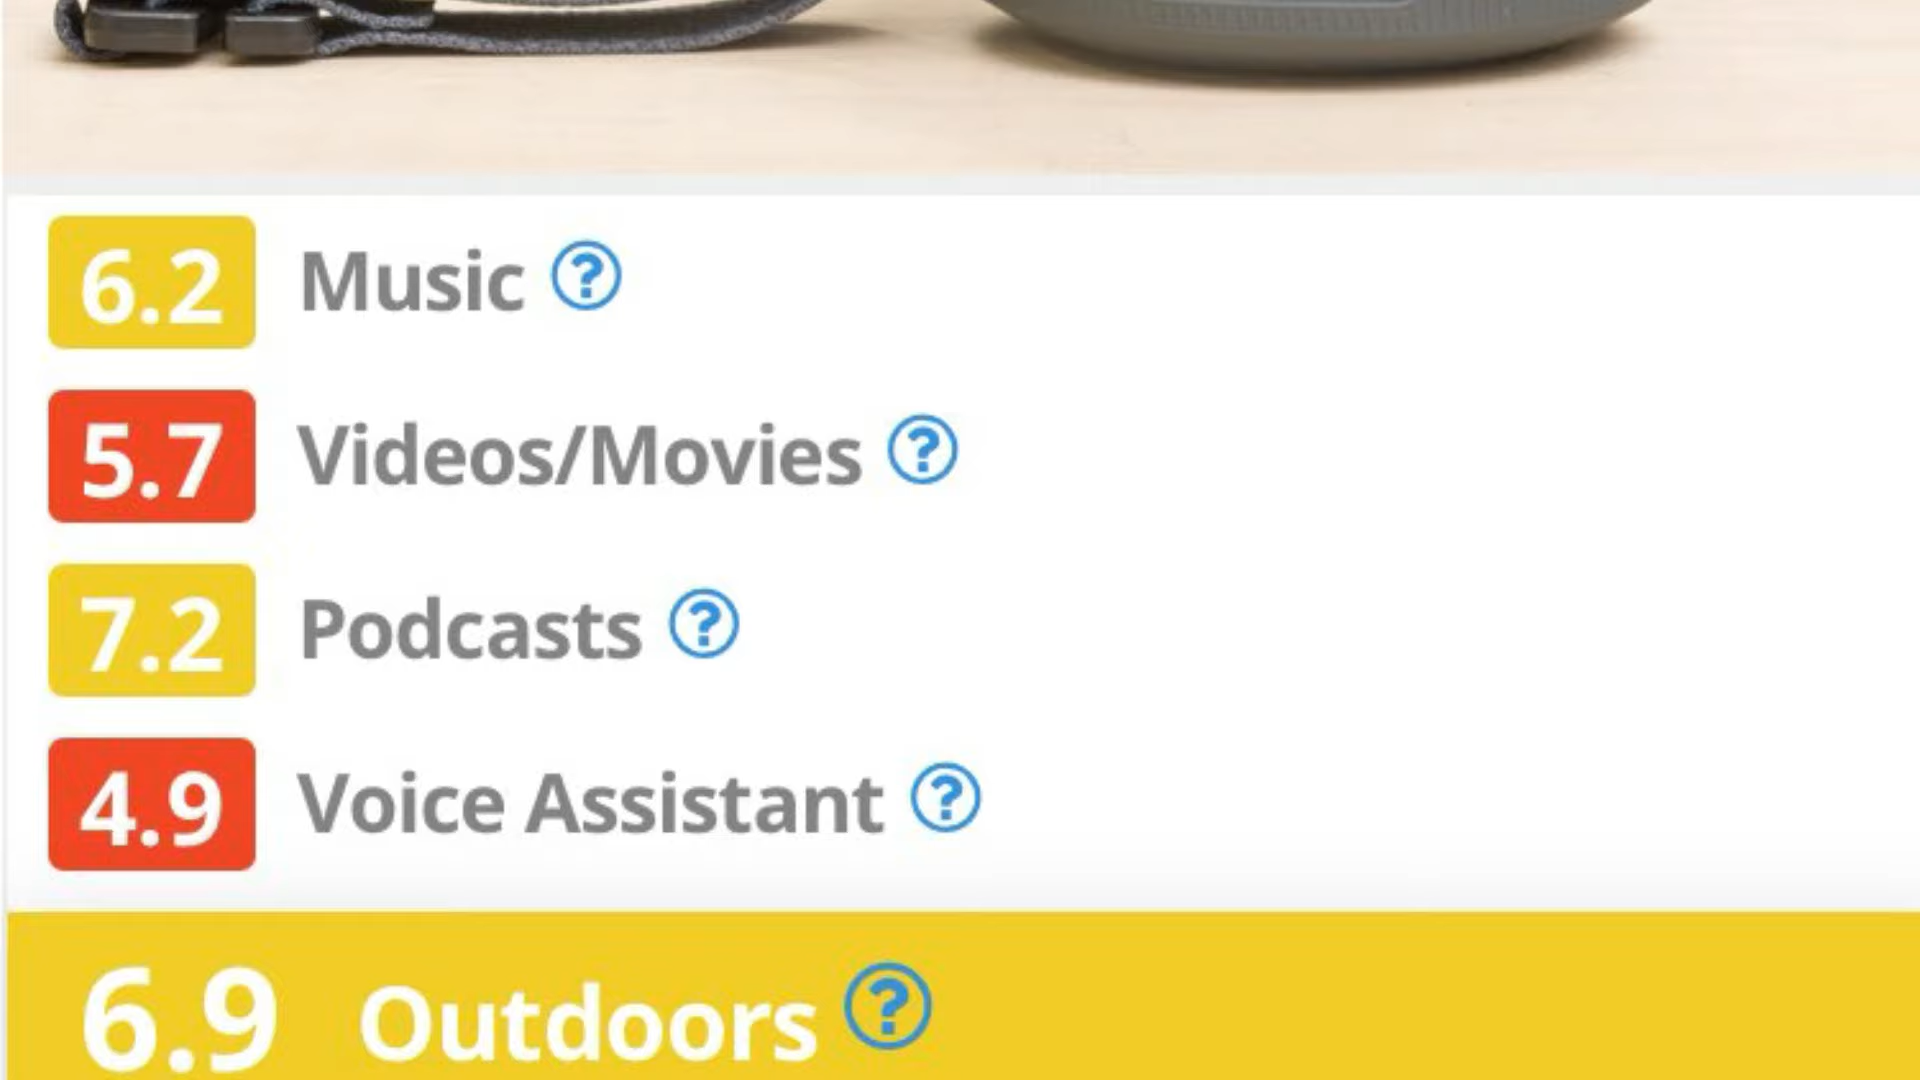 6.2 Music ?
5.7 Videos/Movies ?
7.2 Podcasts ?
4.9 Voice Assistant ?
6.9 Outdoors ?